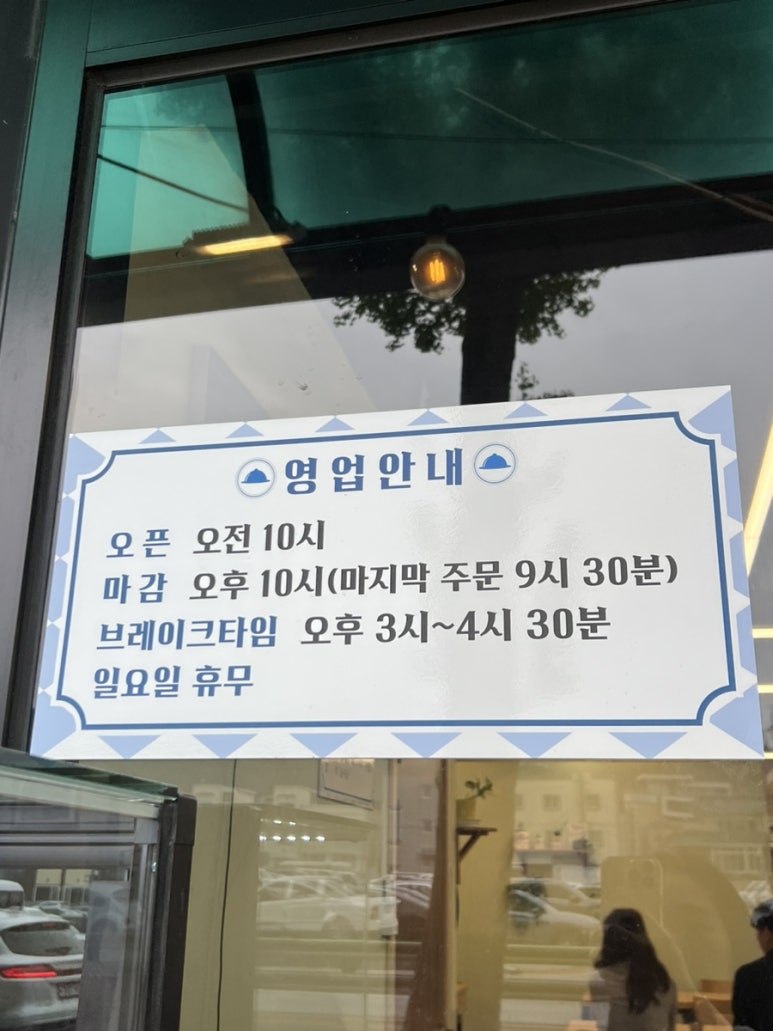 영업안내
오픈 오전 10시
마감 오후 10시(마지막 주문 9시 30분)
브레이크타임 오후 3시~4시 30분
일요일 휴무